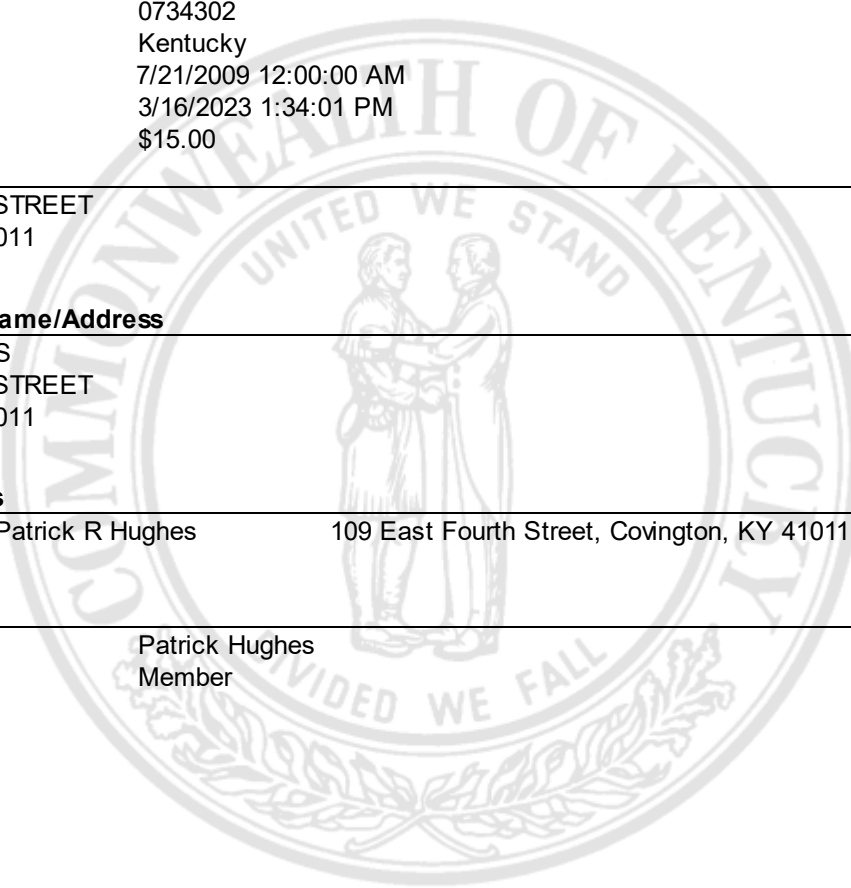 0734302
Kentucky
7/21/2009 12:00:00 AM
3/16/2023 1:34:01 PM
$15.00
STREET
011
ame/Address
S
STREET
011
s
Patrick R Hughes 109 East Fourth Street, Covington, KY 41011
Patrick Hughes
Member
COMMONWEALTH OF KENTUCKY
UNITED WE STAND
DIVIDED WE FALL